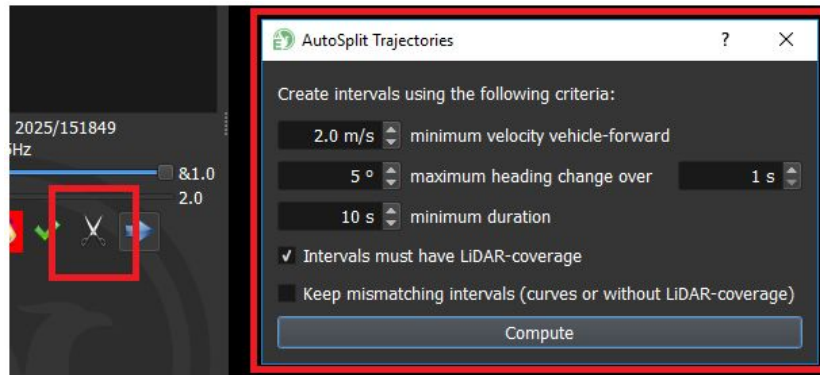 2025/151849
Hz
&1.0
2.0
AutoSplit Trajectories
?
Create intervals using the following criteria:
2.0 m/s minimum velocity vehicle-forward
5 º maximum heading change over 1 s
10 s minimum duration
Intervals must have LiDAR-coverage
Keep mismatching intervals (curves or without LiDAR-coverage)
Compute